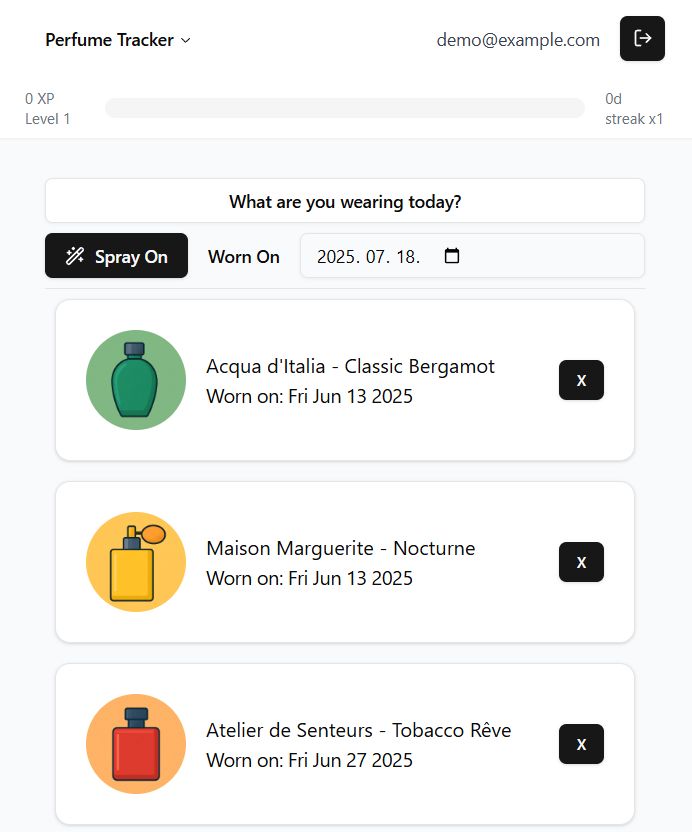 Perfume Tracker
demo@example.com
0 XP
Level 1
0d
streak x1
What are you wearing today?
Spray On
Worn On
2025. 07. 18.
Acqua d'Italia - Classic Bergamot
Worn on: Fri Jun 13 2025
X
Maison Marguerite - Nocturne
Worn on: Fri Jun 13 2025
X
Atelier de Senteurs - Tobacco Rêve
Worn on: Fri Jun 27 2025
X